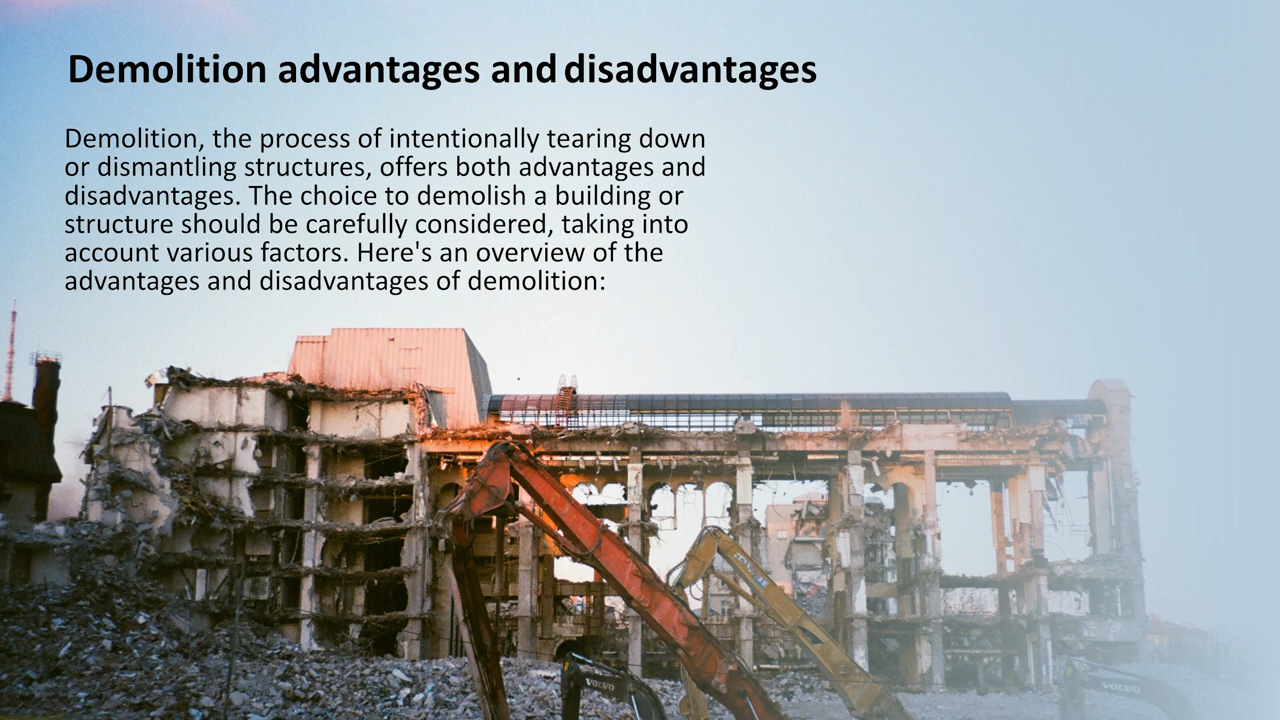 Demolition advantages and disadvantages
Demolition, the process of intentionally tearing down
or dismantling structures, offers both advantages and
disadvantages. The choice to demolish a building or
structure should be carefully considered, taking into
account various factors. Here's an overview of the
advantages and disadvantages of demolition:
VOLVO
VOLVO